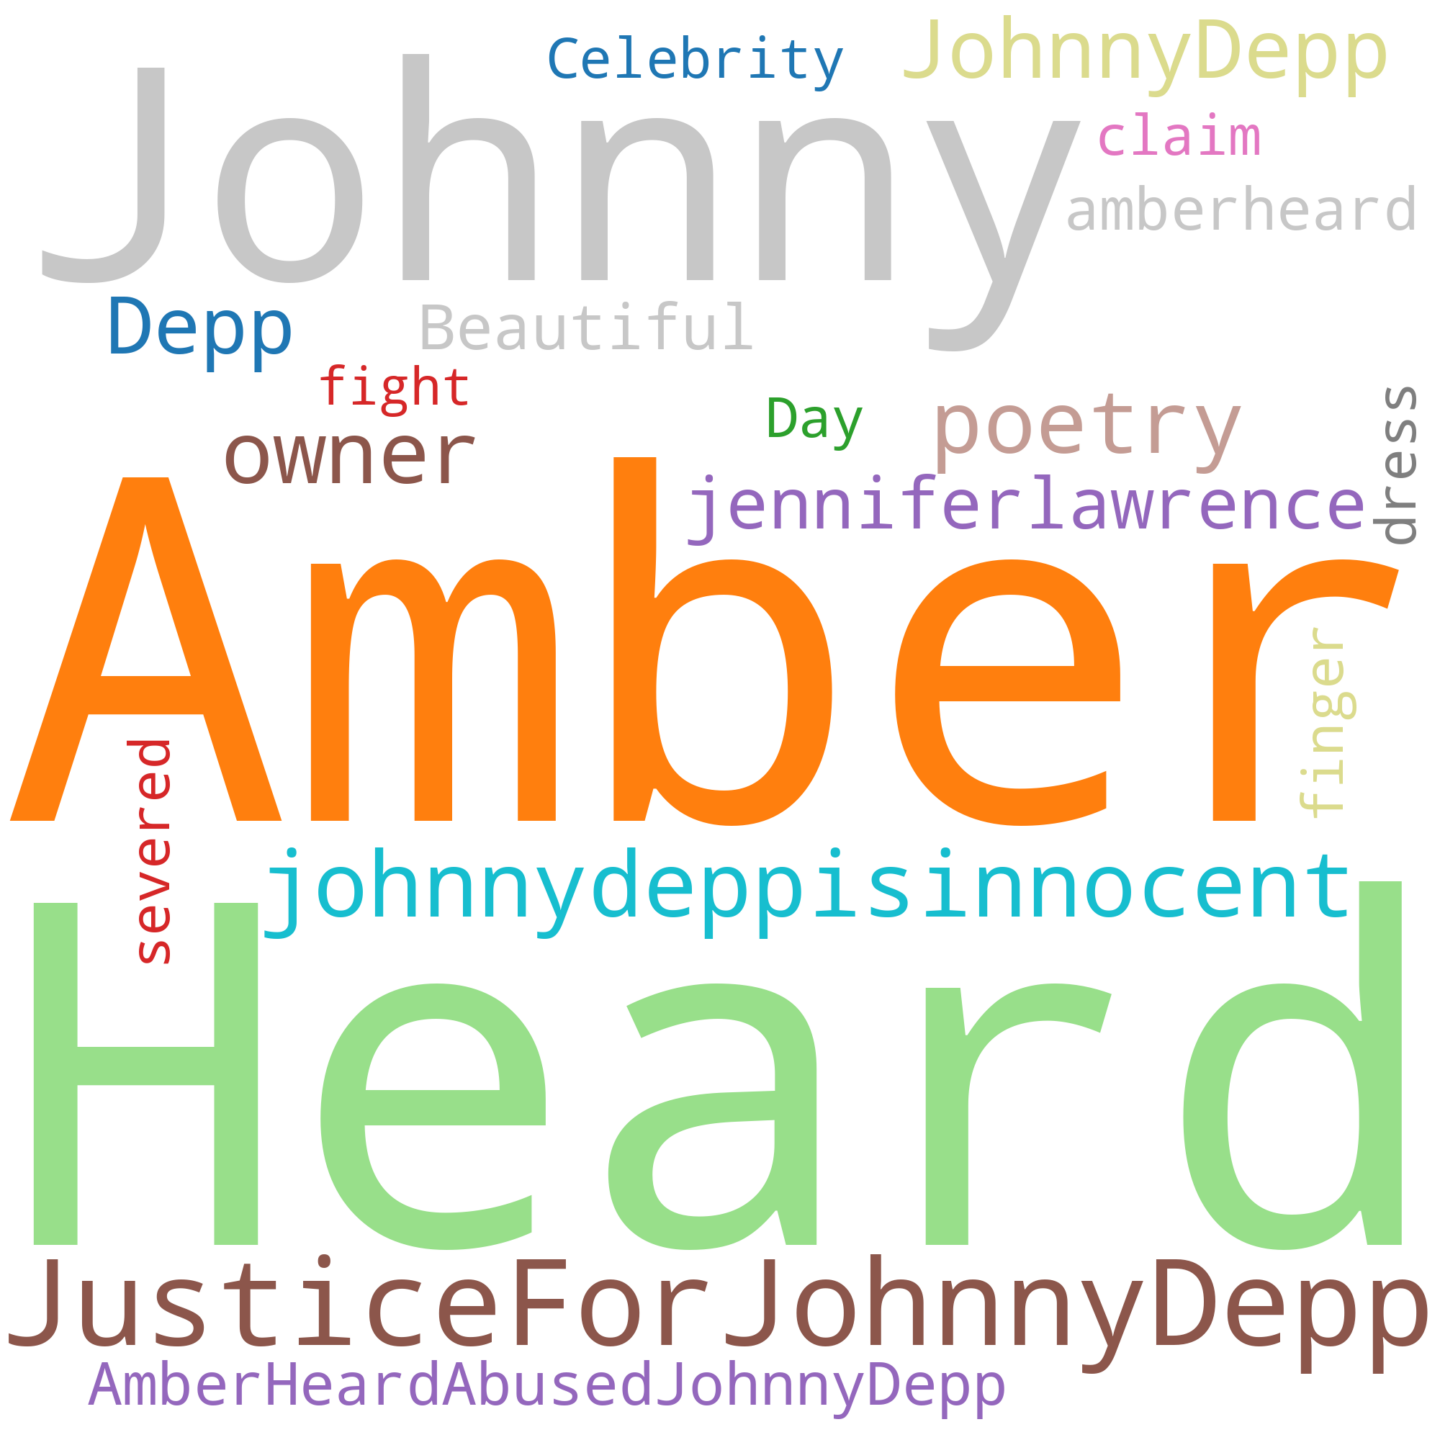 Celebrity
JohnnyDepp
Johnny
claim
amberheard
Depp
Beautiful
fight
Day
poetry
dress
owner
jenniferlawrence
Amber
finger
severed
johnnydeppisinnocent
Heard
JusticeForJohnnyDepp
AmberHeardAbusedJohnnyDepp